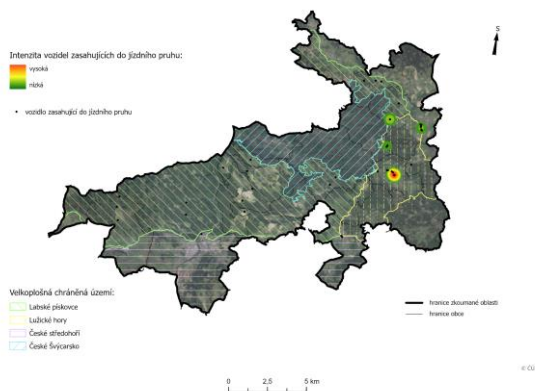 S
Intenzita vozidel zasahujících do jízdního pruhu
vysoká
nízká
vozidlo zasahující do jízdního pruhu
Velkoplošná chráněná území:
Labské pískovce
Lužické hory
České středohoří
České Švýcarsko
hranice zkoumané oblasti
hranice obce
0 2,5 5 km